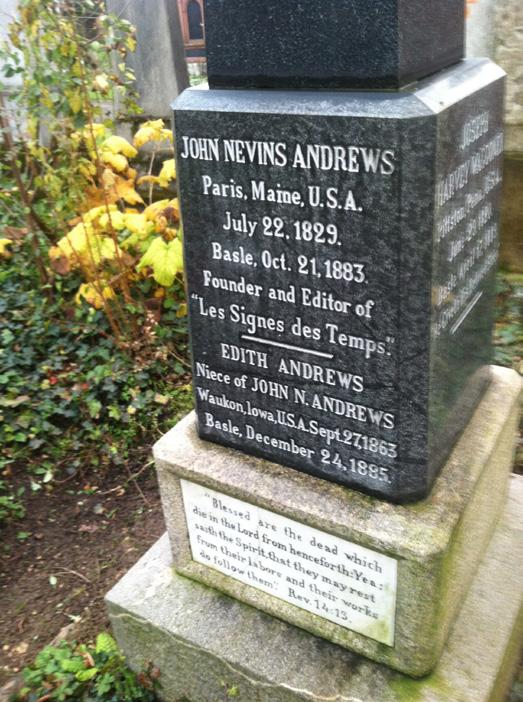 JOHN NEVINS ANDREWS
Paris, Maine, U.S.A.
July 22, 1829.
Basle, Oct. 21, 1883.
Founder and Editor of
"Les Signes des Temps."
EDITH ANDREWS
Niece of JOHN N. ANDREWS
Waukon, Iowa, U.S.A. Sept. 27, 1863
Basle, DECEMBER 24, 1885.
"Blessed are the dead which
die in the Lord from henceforth: Yea;
saith the Spirit, that they may rest
from their labors and their works
do follow them." Rev. 14:13.
JOSEPH
HARVEY WAGGONER